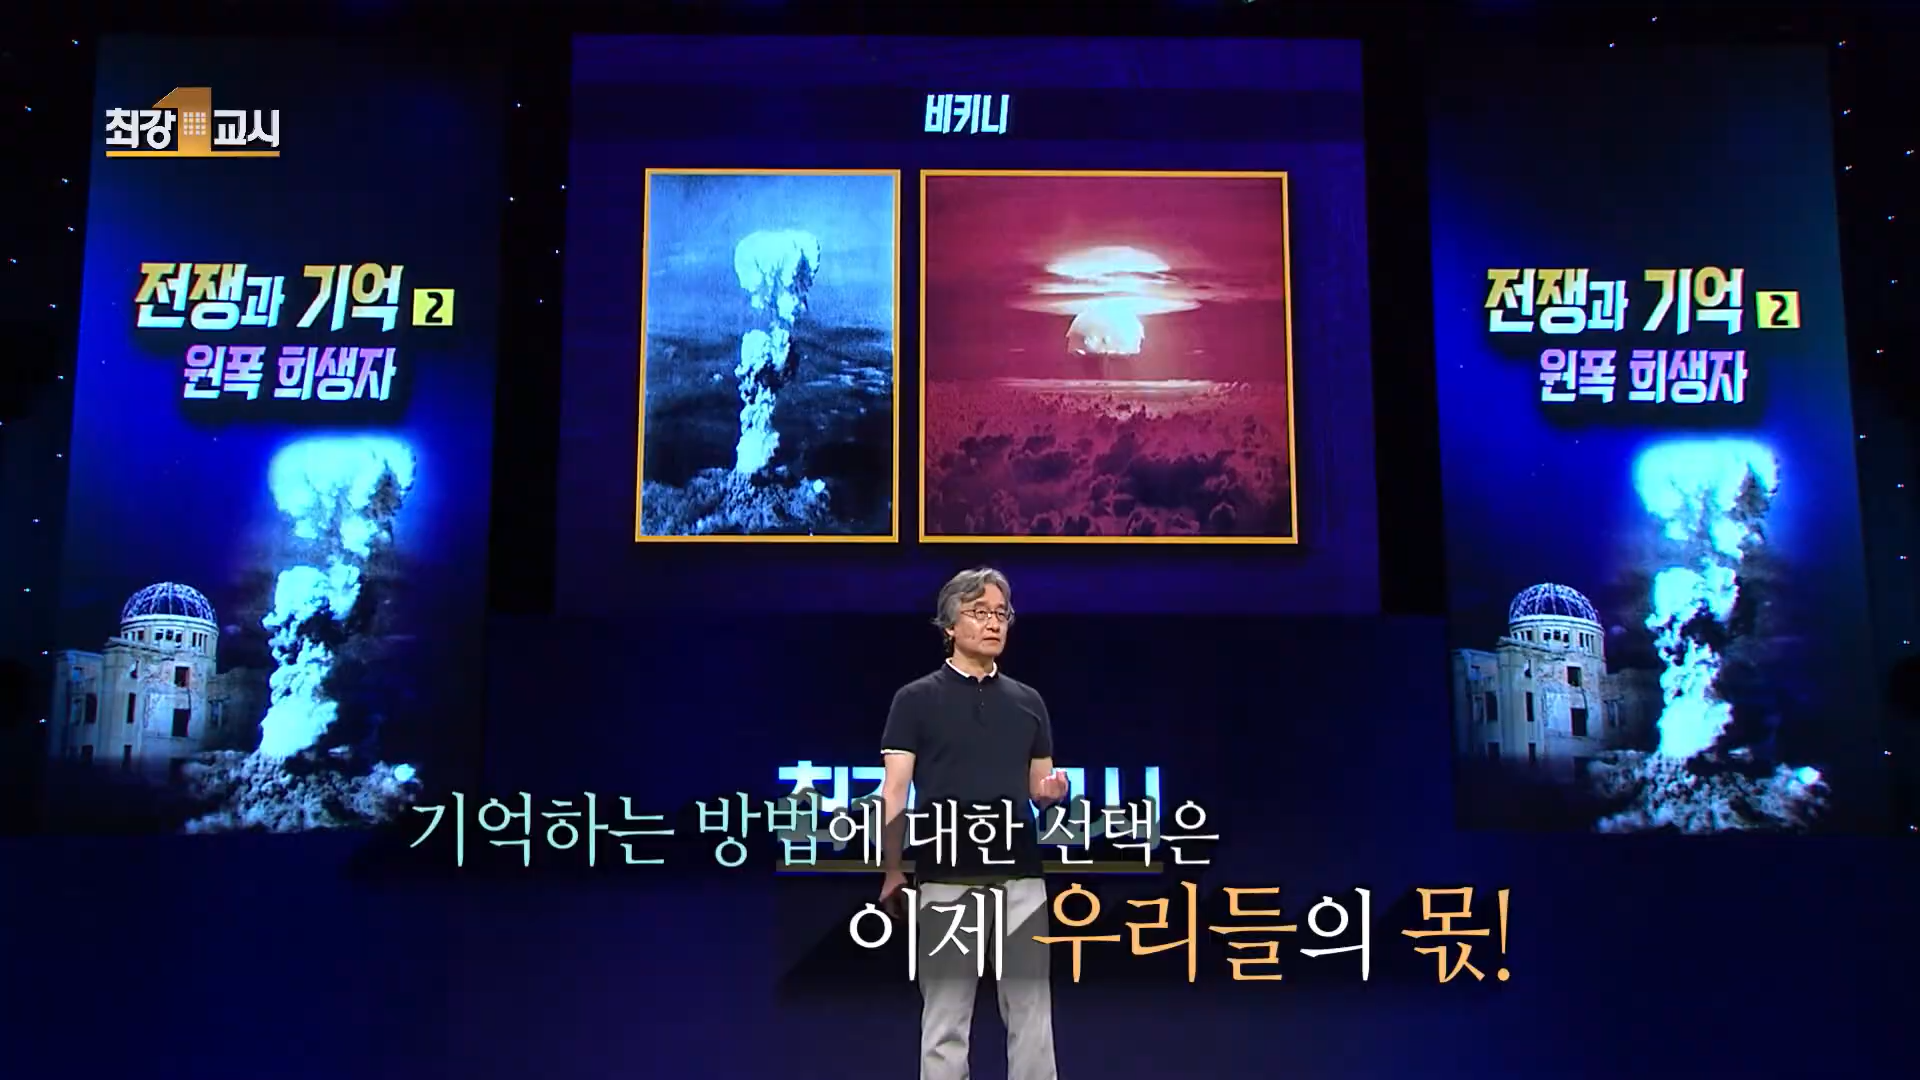 최강1교시
비키니
전쟁과 기억 2
원폭 희생자
전쟁과 기억 2
원폭 희생자
기억하는 방법에 대한 선택은
이제 우리들의 몫!